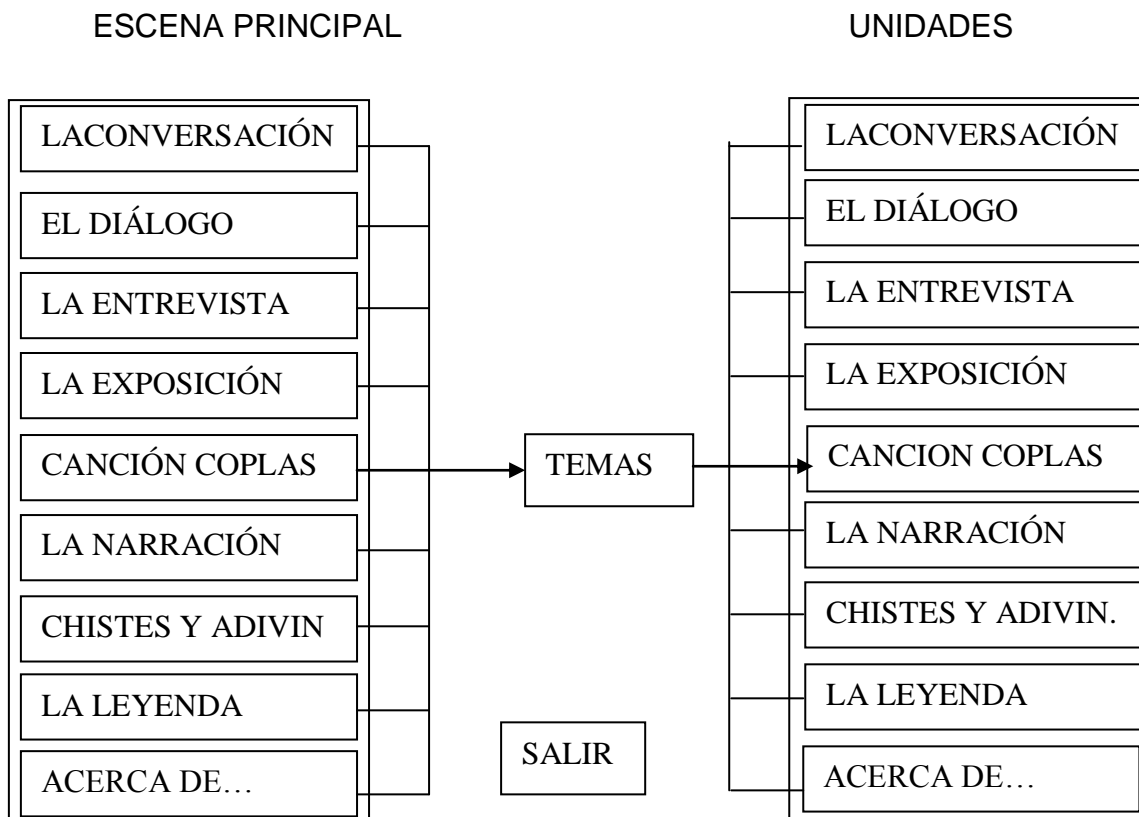 ESCENA PRINCIPAL
UNIDADES
LACONVERSACIÓN
EL DIÁLOGO
LA ENTREVISTA
LA EXPOSICIÓN
CANCIÓN COPLAS
LA NARRACIÓN
CHISTES Y ADIVIN
LA LEYENDA
ACERCA DE…
TEMAS
SALIR
LACONVERSACIÓN
EL DIÁLOGO
LA ENTREVISTA
LA EXPOSICIÓN
CANCION COPLAS
LA NARRACIÓN
CHISTES Y ADIVIN.
LA LEYENDA
ACERCA DE…